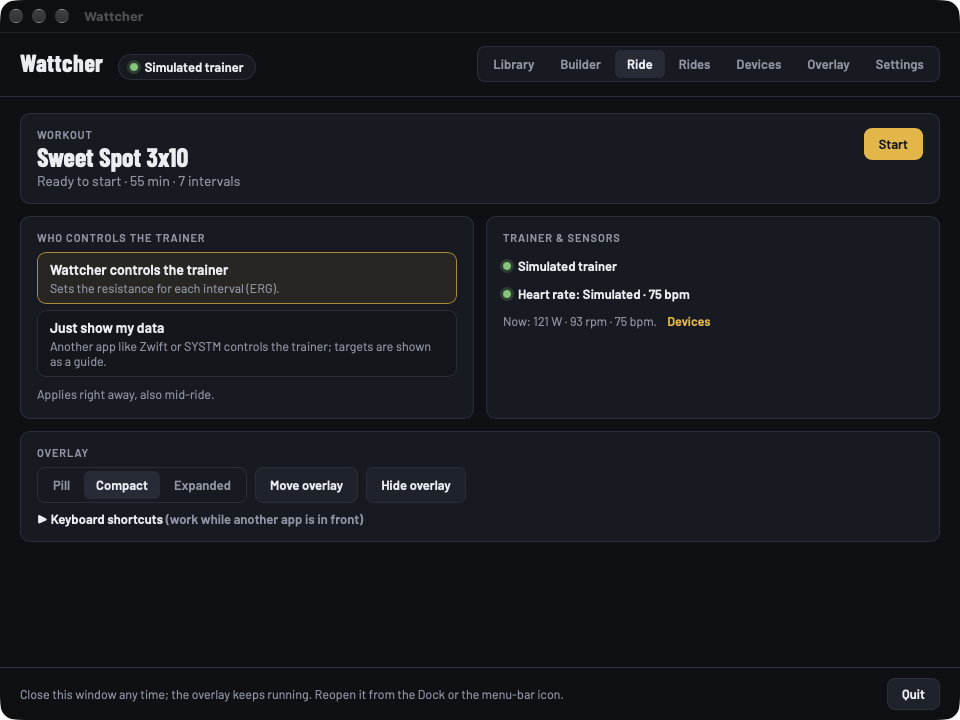 Wattcher
Wattcher
Simulated trainer
Library
Builder
Ride
Rides
Devices
Overlay
Settings
WORKOUT
Sweet Spot 3x10
Ready to start · 55 min · 7 intervals
Start
WHO CONTROLS THE TRAINER
Wattcher controls the trainer
Sets the resistance for each interval (ERG).
Just show my data
Another app like Zwift or SYSTM controls the trainer; targets are shown
as a guide.
Applies right away, also mid-ride.
TRAINER & SENSORS
Simulated trainer
Heart rate: Simulated · 75 bpm
Now: 121 W · 93 rpm · 75 bpm. Devices
OVERLAY
Pill
Compact
Expanded
Move overlay
Hide overlay
Keyboard shortcuts (work while another app is in front)
Close this window any time; the overlay keeps running. Reopen it from the Dock or the menu-bar icon.
Quit